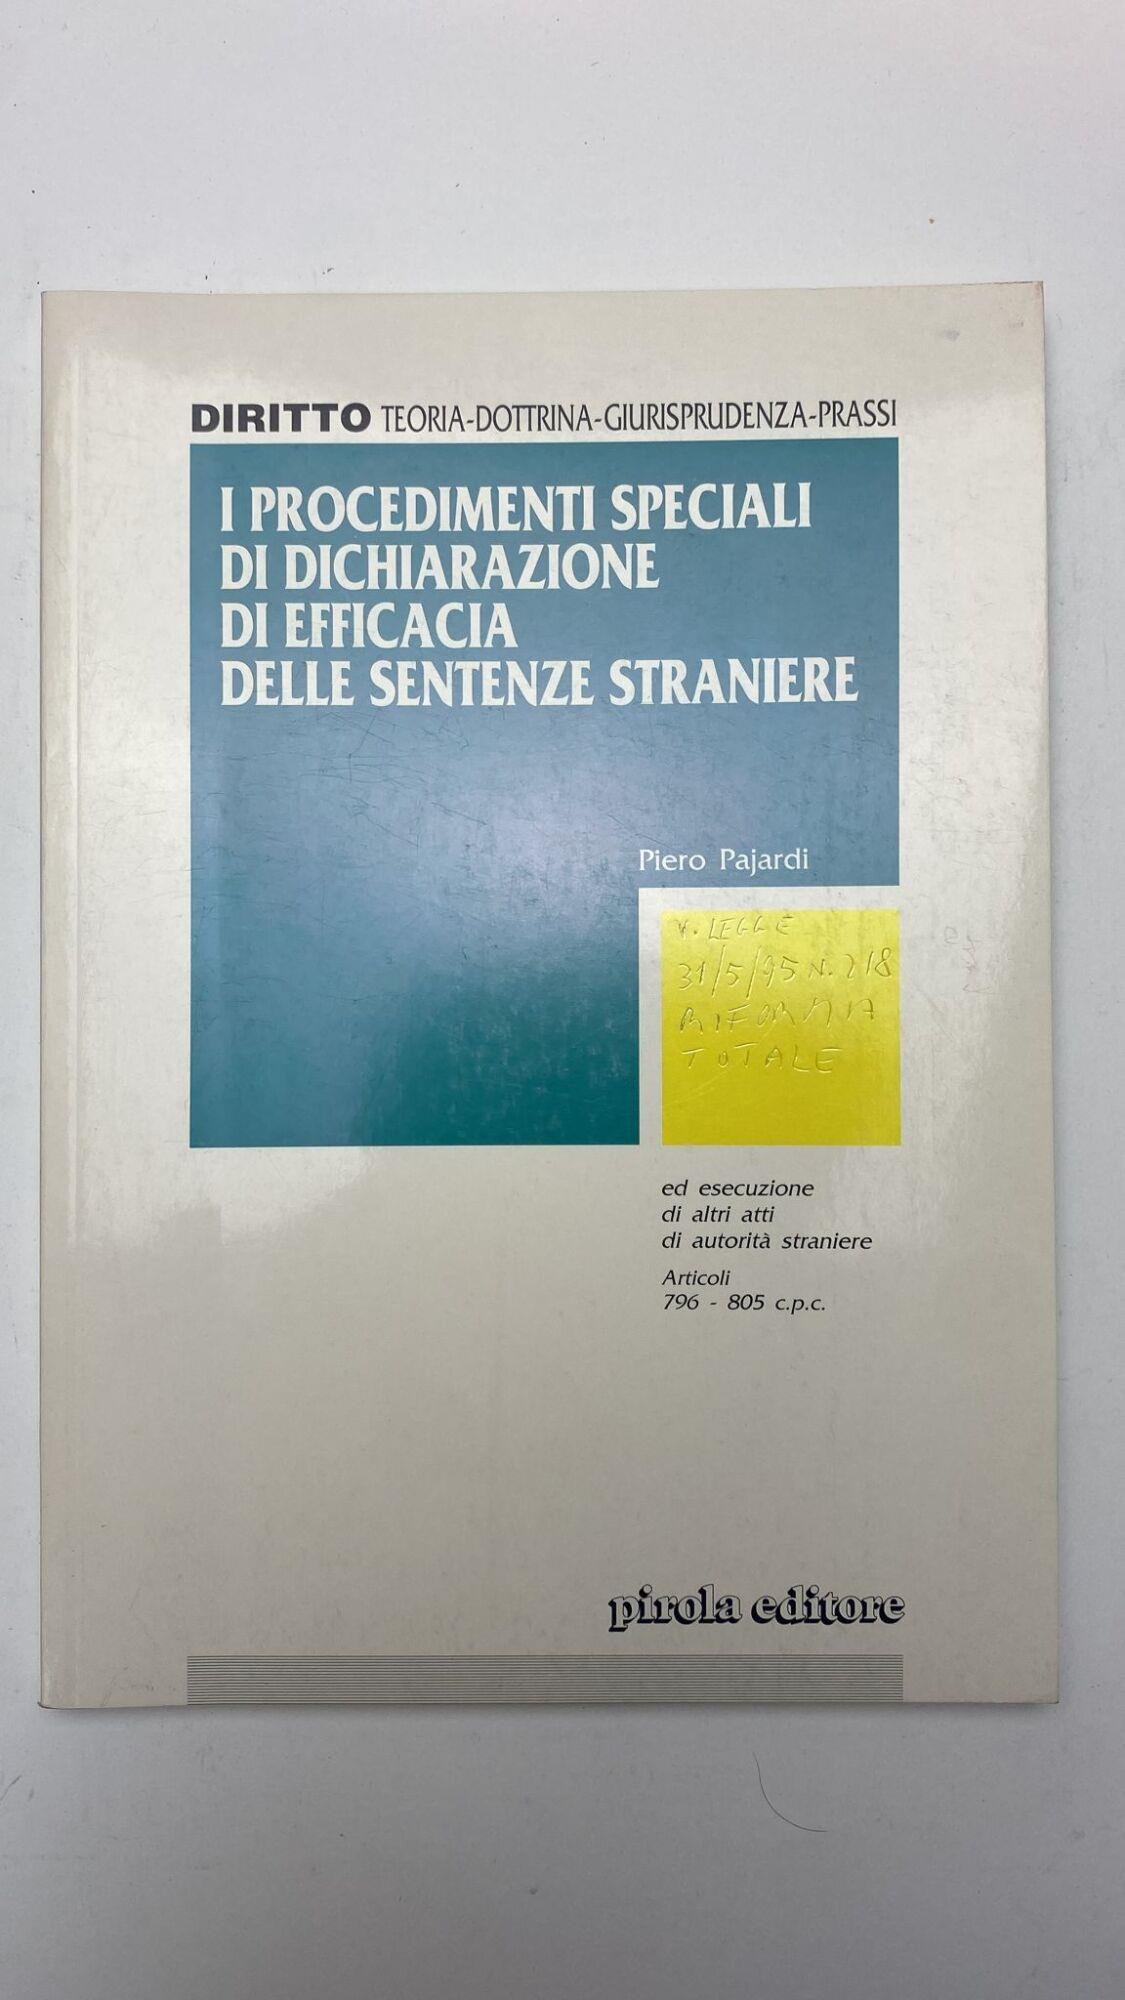 DIRITTO TEORIA-DOTTRINA-GIURISPRUDENZA-PRASSI
I PROCEDIMENTI SPECIALI
DI DICHIARAZIONE
DI EFFICACIA
DELLE SENTENZE STRANIERE
Piero Pajardi
V. LEGGE
31/5/95 N. 218
RIFORMA
TOTALE
ed esecuzione
di altri atti
di autorità straniere
Articoli
796 - 805 c.p.c.
pirola editore